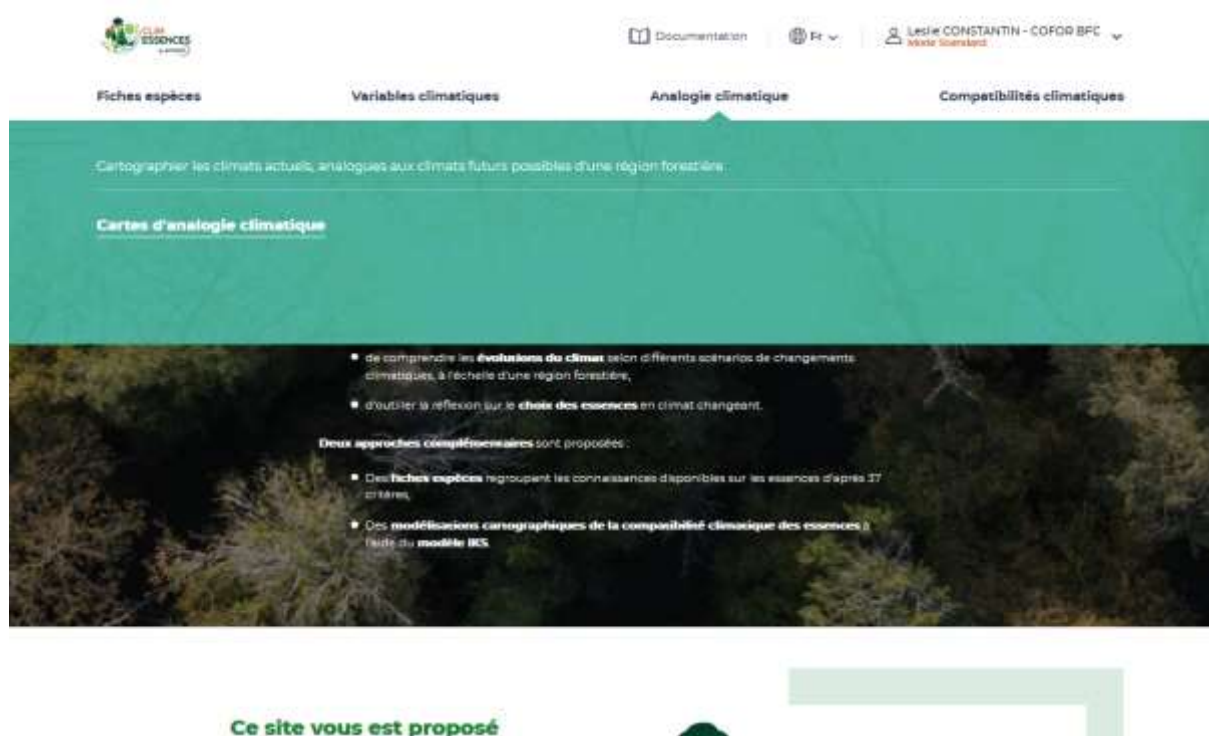 CLIM
ESSENCES
Documentation
Fr
Leslie CONSTANTIN - COFOR BFC
Mode Standard
Fiches espèces
Variables climatiques
Analogie climatique
Compatibilités climatiques
Cartographier les climats actuels, analogues aux climats futurs possibles d'une région forestière
Cartes d'analogie climatique
de comprendre les évolutions du climat selon différents scénarios de changements
climatiques, à l'échelle d'une région forestière,
d'outiller la réflexion sur le choix des essences en climat changeant.
Deux approches complémentaires sont proposées :
Des fiches espèces regroupant les connaissances disponibles sur les essences d'après 37
critères,
Des modélisations cartographiques de la compatibilité climatique des essences à
l'aide du modèle IKS.
Ce site vous est proposé